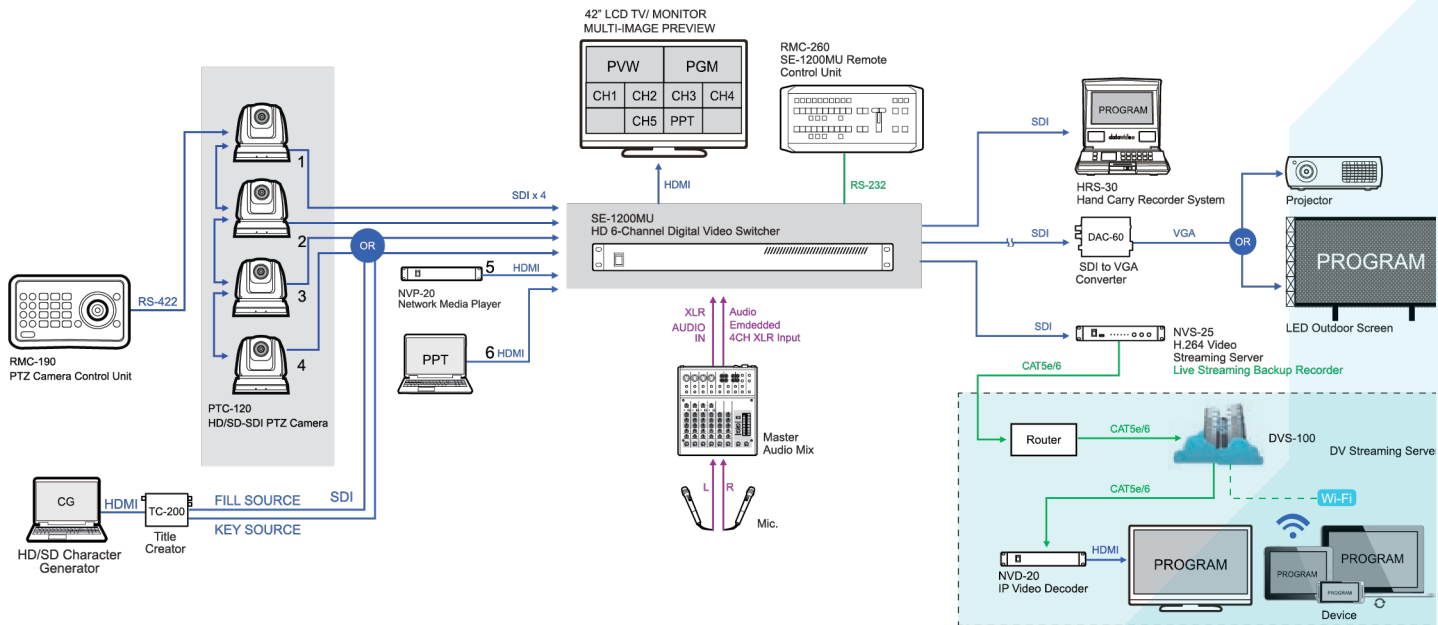 42" LCD TV/ MONITOR
MULTI-IMAGE PREVIEW
PVW
PGM
CH1
CH2
CH3
CH4
CH5
PPT
HDMI
RMC-260
SE-1200MU Remote
Control Unit
RS-232
1
2
3
4
PTC-120
HD/SD-SDI PTZ Camera
RS-422
RMC-190
PTZ Camera Control Unit
SDI x 4
OR
5
HDMI
NVP-20
Network Media Player
PPT
6
HDMI
SE-1200MU
HD 6-Channel Digital Video Switcher
XLR
AUDIO
IN
Audio
Emdedded
4CH XLR Input
Master
Audio Mix
L
R
Mic.
CG
HDMI
TC-200
Title
Creator
HD/SD Character
Generator
FILL SOURCE
SDI
KEY SOURCE
SDI
PROGRAM
datavideo
HRS-30
Hand Carry Recorder System
SDI
DAC-60
SDI to VGA
Converter
VGA
OR
Projector
PROGRAM
LED Outdoor Screen
SDI
NVS-25
H.264 Video
Streaming Server
Live Streaming Backup Recorder
CAT5e/6
Router
CAT5e/6
DVS-100
DV Streaming Serve
CAT5e/6
Wi-Fi
NVD-20
IP Video Decoder
HDMI
PROGRAM
PROGRAM
PROGRAM
PROGRAM
Device